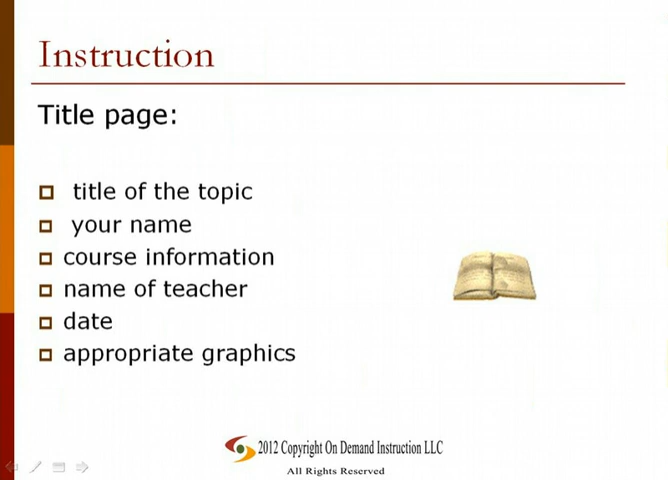 Instruction
Title page:
title of the topic
your name
course information
name of teacher
date
appropriate graphics
2012 Copyright On Demand Instruction LLC
All Rights Reserved